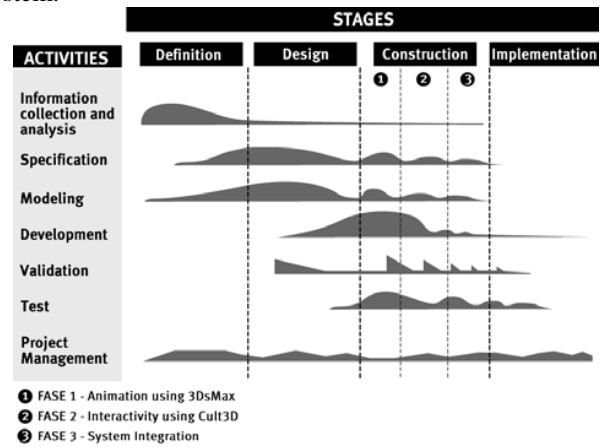 stem.
STAGES
ACTIVITIES Definition Design Construction Implementation
1 2 3
Information
collection and
analysis
Specification
Modeling
Development
Validation
Test
Project
Management
1 FASE 1 - Animation using 3DsMax
2 FASE 2 - Interactivity using Cult3D
3 FASE 3 - System Integration